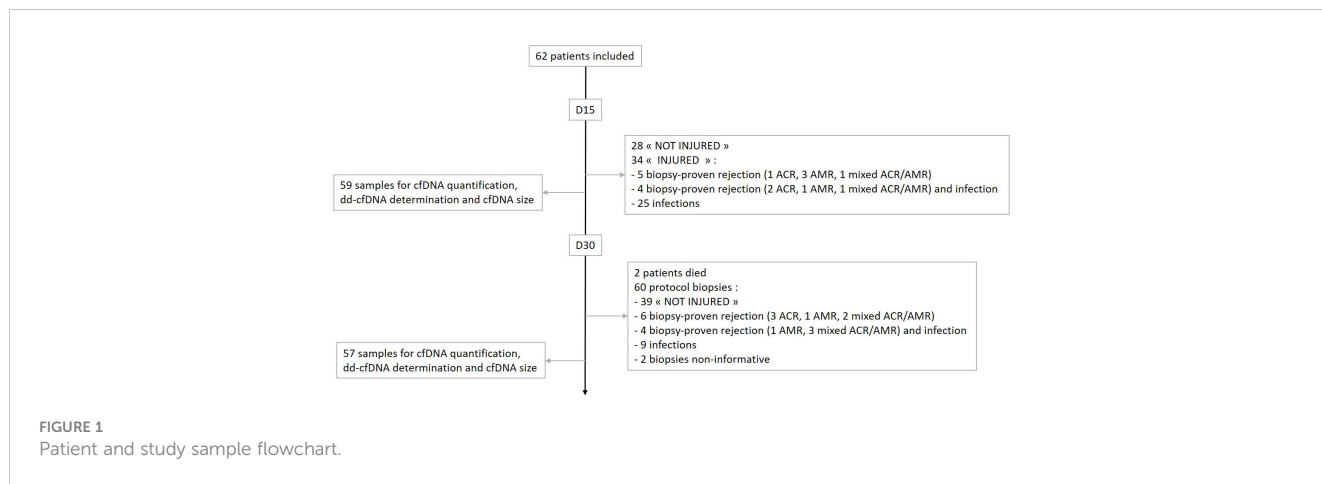 62 patients included
D15
28 « NOT INJURED »
34 « INJURED » :
- 5 biopsy-proven rejection (1 ACR, 3 AMR, 1 mixed ACR/AMR)
- 4 biopsy-proven rejection (2 ACR, 1 AMR, 1 mixed ACR/AMR) and infection
- 25 infections
59 samples for cfDNA quantification,
dd-cfDNA determination and cfDNA size
D30
2 patients died
60 protocol biopsies :
- 39 « NOT INJURED »
- 6 biopsy-proven rejection (3 ACR, 1 AMR, 2 mixed ACR/AMR)
- 4 biopsy-proven rejection (1 AMR, 3 mixed ACR/AMR) and infection
- 9 infections
- 2 biopsies non-informative
57 samples for cfDNA quantification,
dd-cfDNA determination and cfDNA size
FIGURE 1
Patient and study sample flowchart.